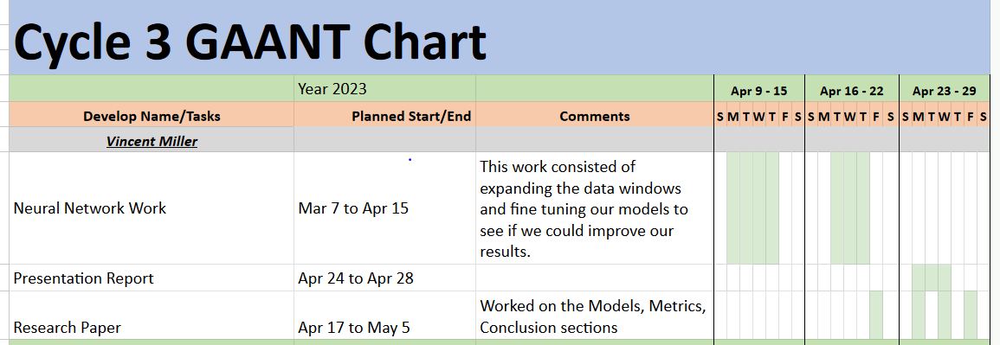 Cycle 3 GAANT Chart
Year 2023 Apr 9 - 15 Apr 16 - 22 Apr 23 - 29
Develop Name/Tasks Planned Start/End Comments S M T W T F S S M T W T F S S M T W T F S
Vincent Miller
Neural Network Work Mar 7 to Apr 15
This work consisted of
expanding the data windows
and fine tuning our models to
see if we could improve our
results.
Presentation Report Apr 24 to Apr 28
Research Paper Apr 17 to May 5
Worked on the Models, Metrics,
Conclusion sections